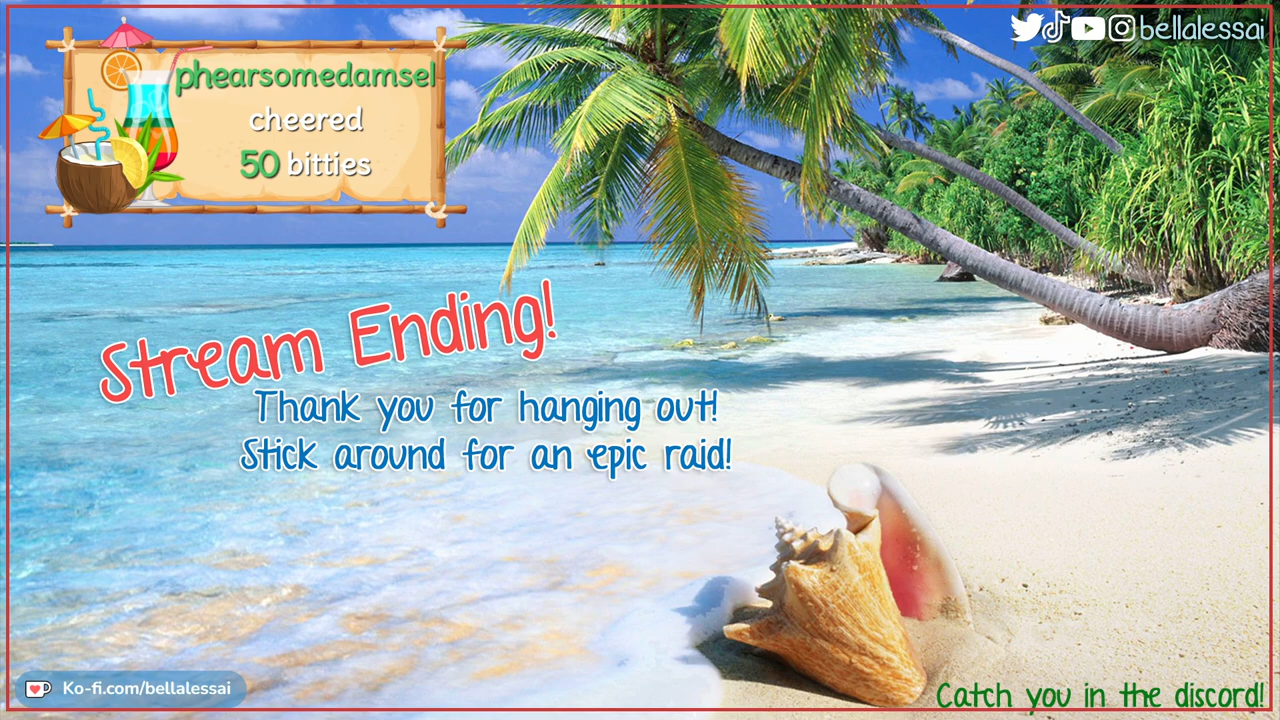 phearsomedamsel
cheered
50 bitties
bellalessai
Stream Ending!
Thank you for hanging out!
Stick around for an epic raid!
Ko-fi.com/bellalessai
Catch you in the discord!